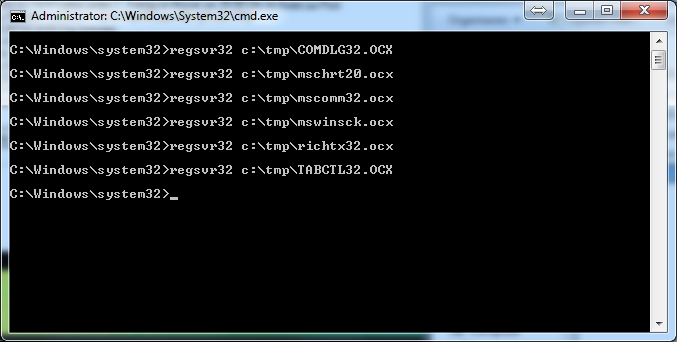 Administrator: C:\Windows\System32\cmd.exe
C:\Windows\system32>regsvr32 c:\tmp\COMDLG32.OCX
C:\Windows\system32>regsvr32 c:\tmp\mschrt20.ocx
C:\Windows\system32>regsvr32 c:\tmp\mscomm32.ocx
C:\Windows\system32>regsvr32 c:\tmp\mswinsck.ocx
C:\Windows\system32>regsvr32 c:\tmp\richtx32.ocx
C:\Windows\system32>regsvr32 c:\tmp\TABCTL32.OCX
C:\Windows\system32>_